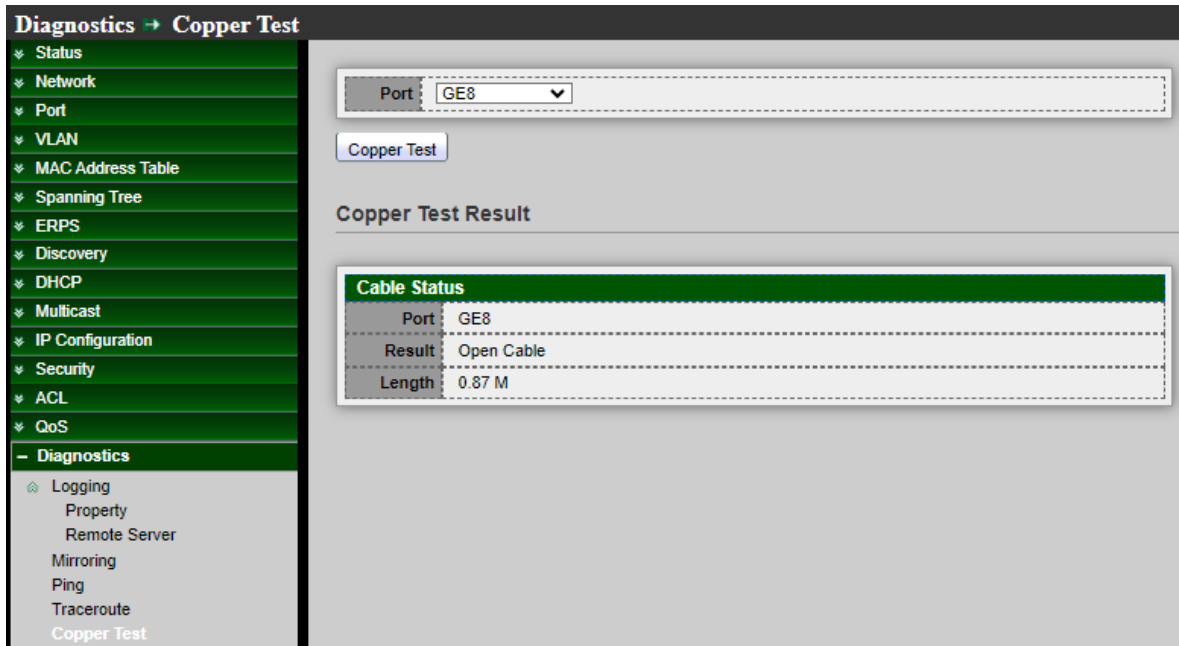 Diagnostics → Copper Test
Status
Network
Port
VLAN
MAC Address Table
Spanning Tree
ERPS
Discovery
DHCP
Multicast
IP Configuration
Security
ACL
QoS
Diagnostics
Logging
Property
Remote Server
Mirroring
Ping
Traceroute
Copper Test
Port GE8
Copper Test
Copper Test Result
Cable Status
Port GE8
Result Open Cable
Length 0.87 M